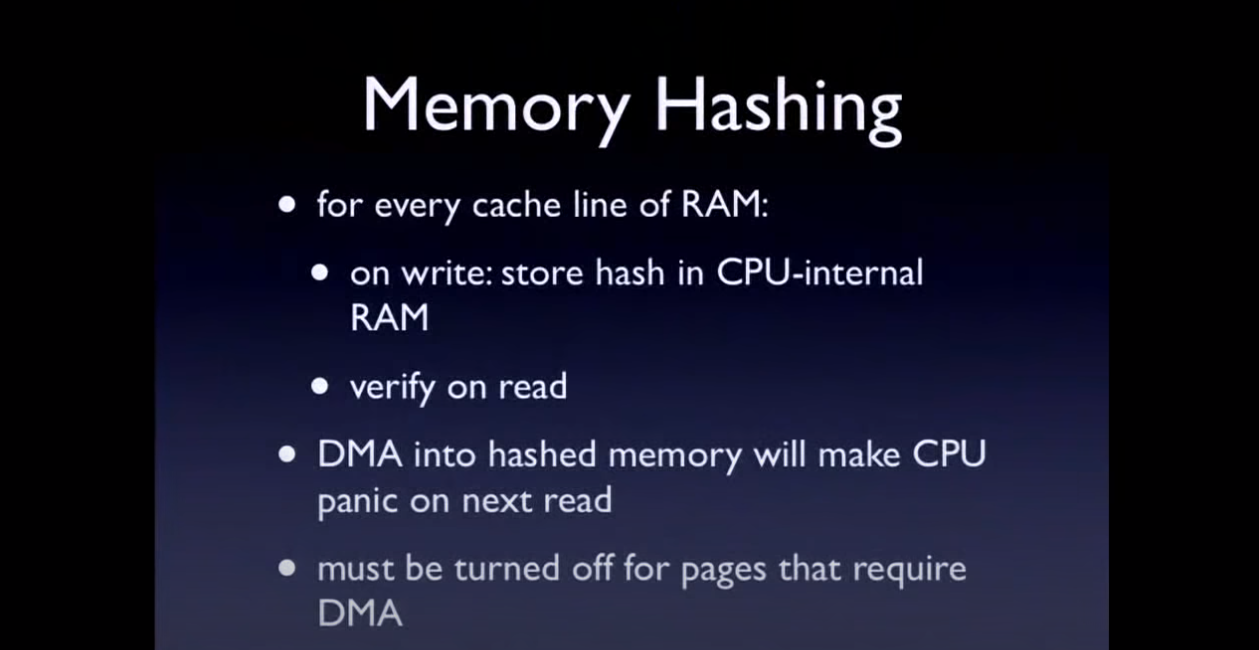 Memory Hashing
for every cache line of RAM:
on write: store hash in CPU-internal
RAM
verify on read
DMA into hashed memory will make CPU
panic on next read
must be turned off for pages that require
DMA